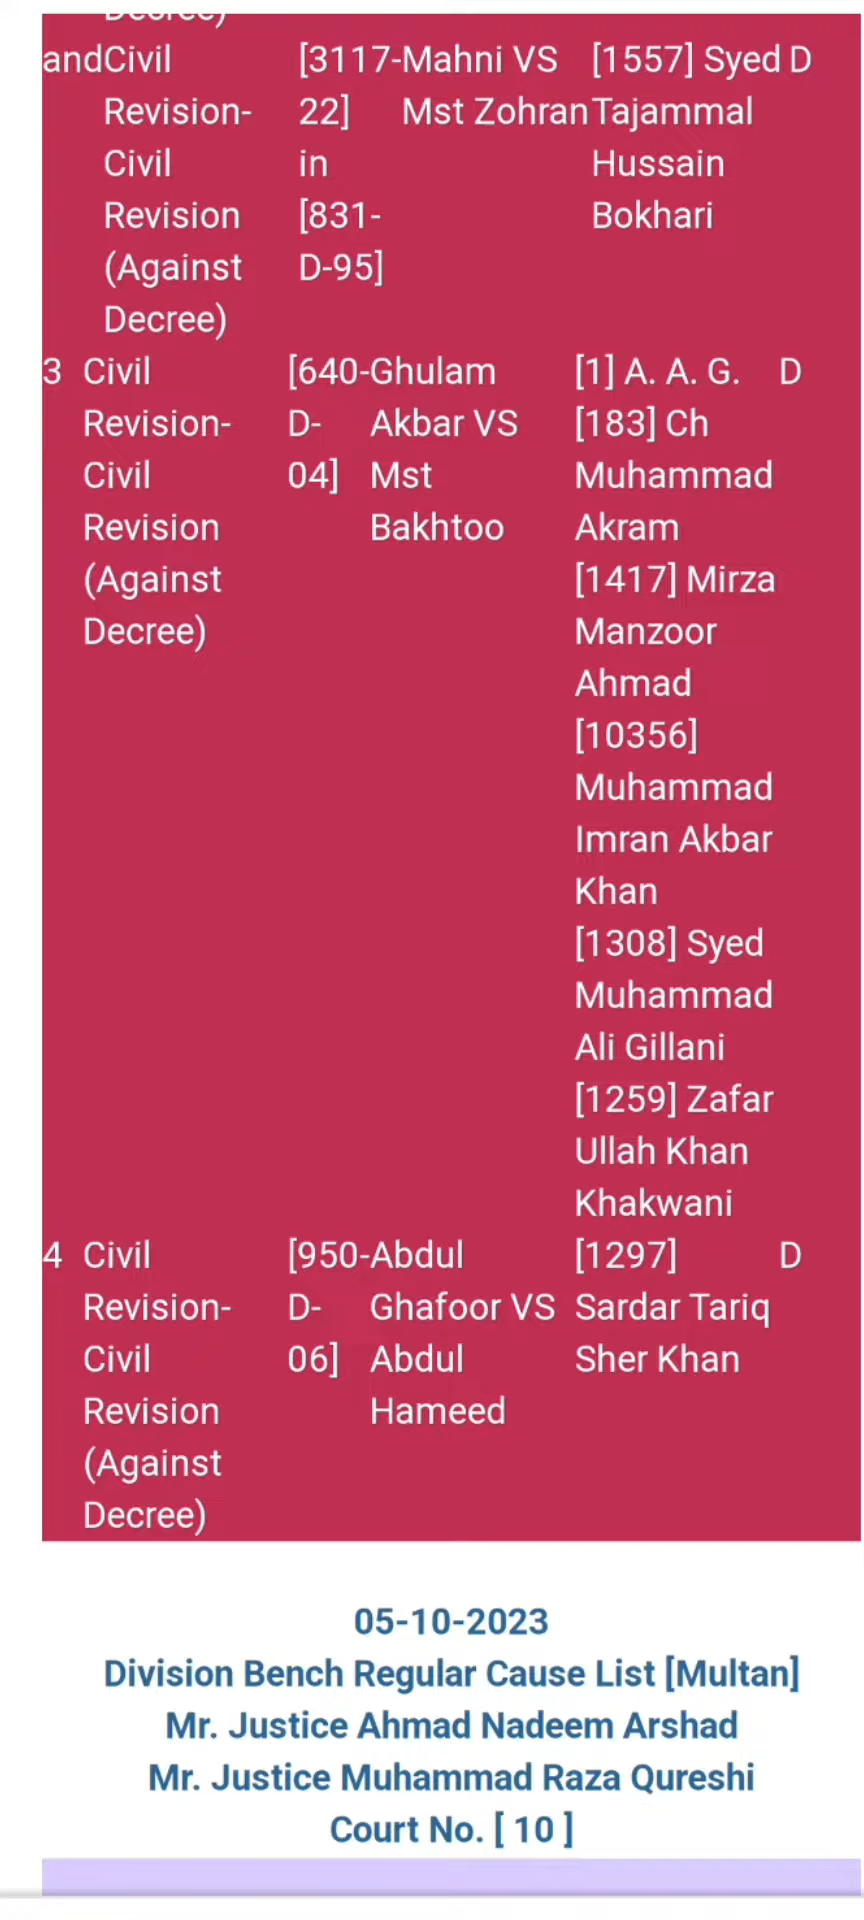 Decree)
andCivil [3117-Mahni VS [1557] Syed D
Revision- 22] Mst Zohran Tajammal
Civil in Hussain
Revision [831- Bokhari
(Against D-95]
Decree)
3 Civil [640-Ghulam [1] A. A. G. D
Revision- D- Akbar VS [183] Ch
Civil 04] Mst Muhammad
Revision Bakhtoo Akram
(Against [1417] Mirza
Decree) Manzoor
Ahmad
[10356]
Muhammad
Imran Akbar
Khan
[1308] Syed
Muhammad
Ali Gillani
[1259] Zafar
Ullah Khan
Khakwani
4 Civil [950-Abdul [1297] D
Revision- D- Ghafoor VS Sardar Tariq
Civil 06] Abdul Sher Khan
Revision Hameed
(Against
Decree)
05-10-2023
Division Bench Regular Cause List [Multan]
Mr. Justice Ahmad Nadeem Arshad
Mr. Justice Muhammad Raza Qureshi
Court No. [ 10 ]